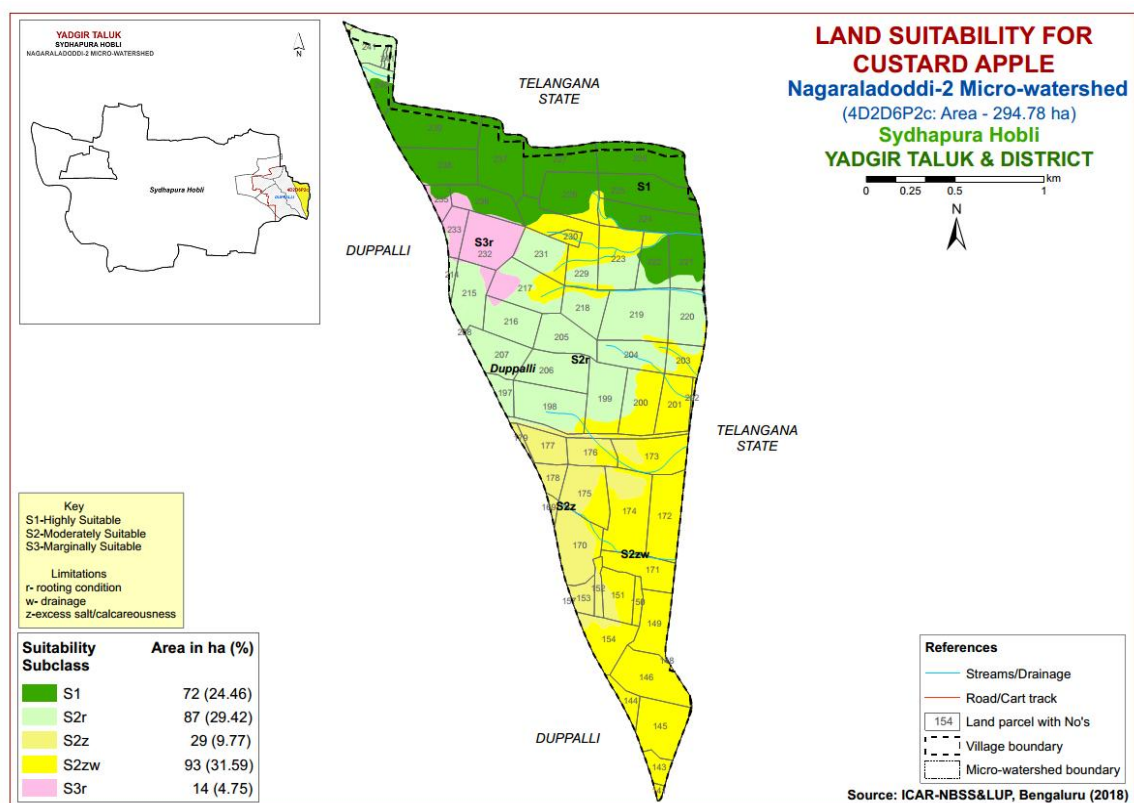 YADGIR TALUK
SYDHAPURA HOBLI
NAGARALADODDI-2 MICRO-WATERSHED
N
Sydhapura Hobli
DUPPALLI
LAND SUITABILITY FOR
CUSTARD APPLE
Nagaraladoddi-2 Micro-watershed
(4D2D6P2c: Area - 294.78 ha)
Sydhapura Hobli
YADGIR TALUK & DISTRICT
km
0 0.25 0.5 1
N
TELANGANA
STATE
241
S1
DUPPALLI
230
233
S3r
232
231
223
229
214
215
217
218
219
220
216
205
207
204
203
S2r
Duppalli
206
197
198
199
200
201
TELANGANA
STATE
179
177
176
173
178
175
S2z
174
172
170
S2zw
171
152
153
151
150
149
154
148
146
144
145
DUPPALLI
143
Key
S1-Highly Suitable
S2-Moderately Suitable
S3-Marginally Suitable
Limitations
r- rooting condition
w- drainage
z-excess salt/calcareousness
Suitability Subclass Area in ha (%)
S1 72 (24.46)
S2r 87 (29.42)
S2z 29 (9.77)
S2zw 93 (31.59)
S3r 14 (4.75)
References
Streams/Drainage
Road/Cart track
154 Land parcel with No's
Village boundary
Micro-watershed boundary
Source: ICAR-NBSS&LUP, Bengaluru (2018)